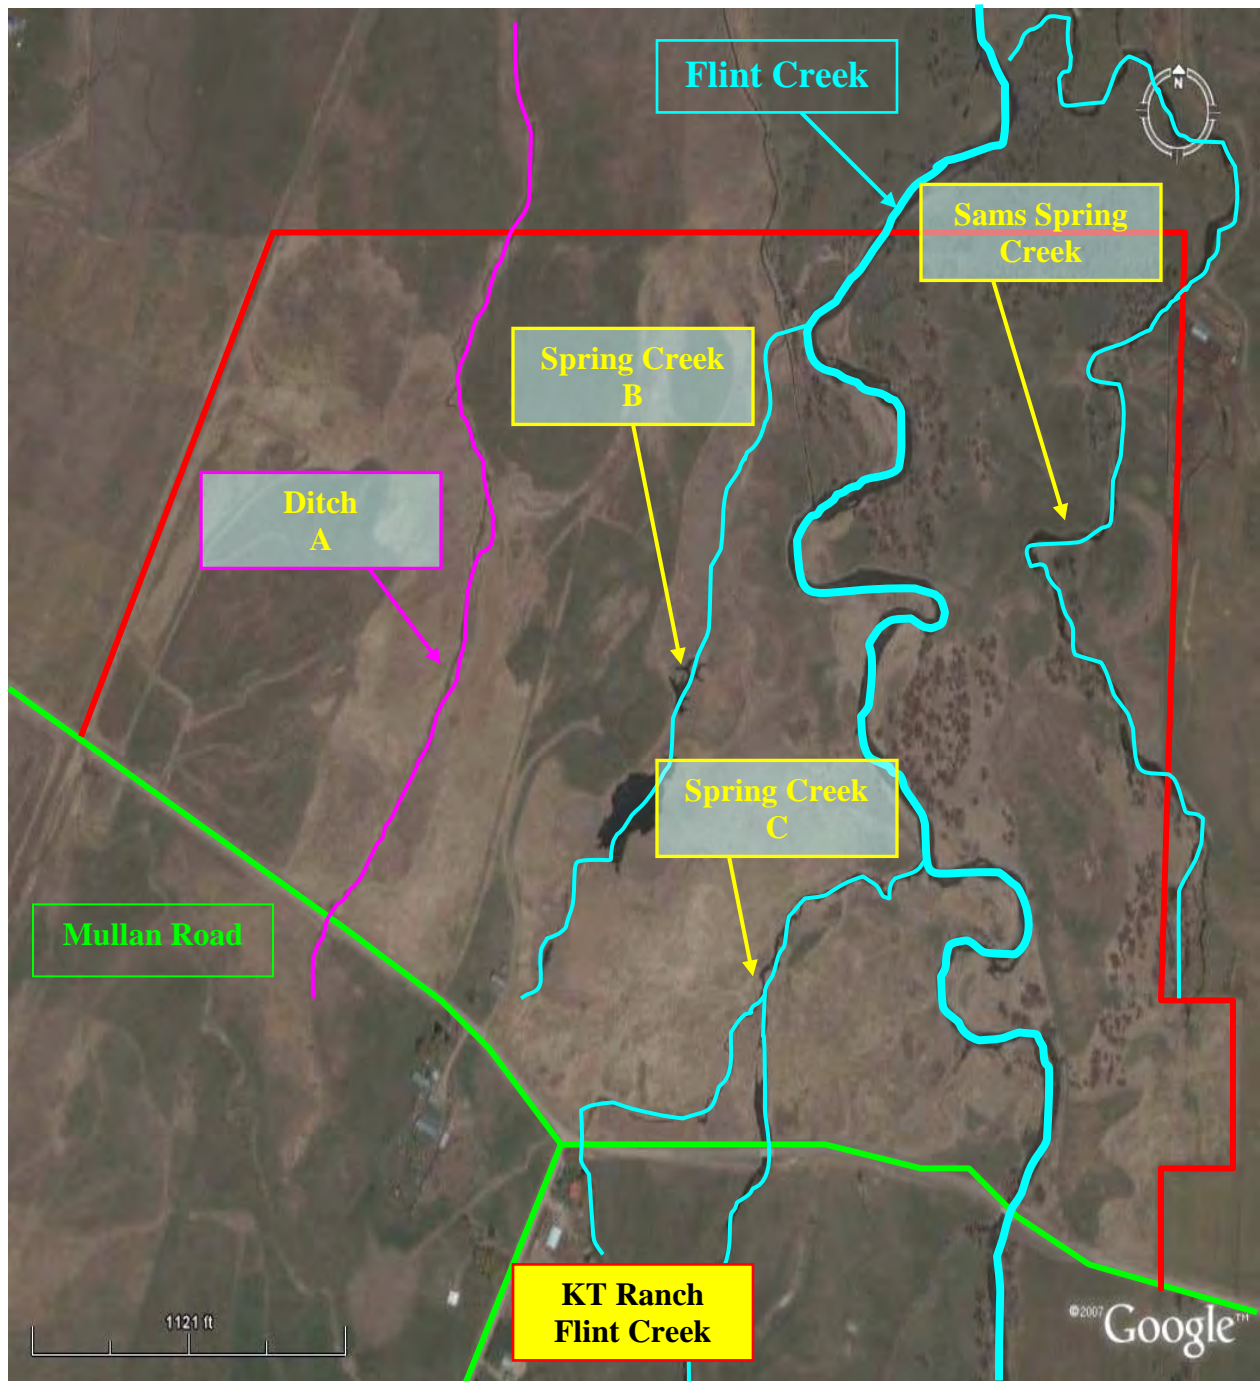 Flint Creek
N
Sams Spring
Creek
Spring Creek
B
Ditch
A
Spring Creek
C
Mullan Road
KT Ranch
Flint Creek
1121 ft
©2007 Google™